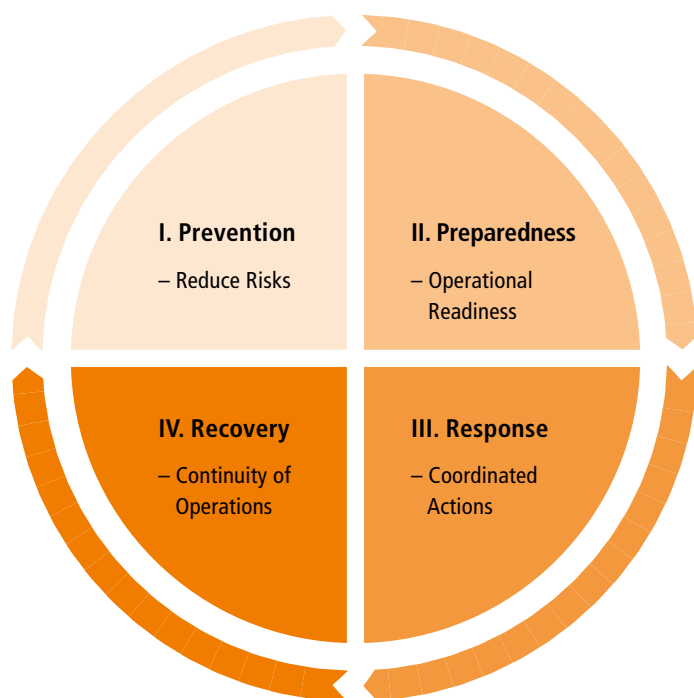 I. Prevention
– Reduce Risks
II. Preparedness
– Operational
Readiness
IV. Recovery
– Continuity of
Operations
III. Response
– Coordinated
Actions